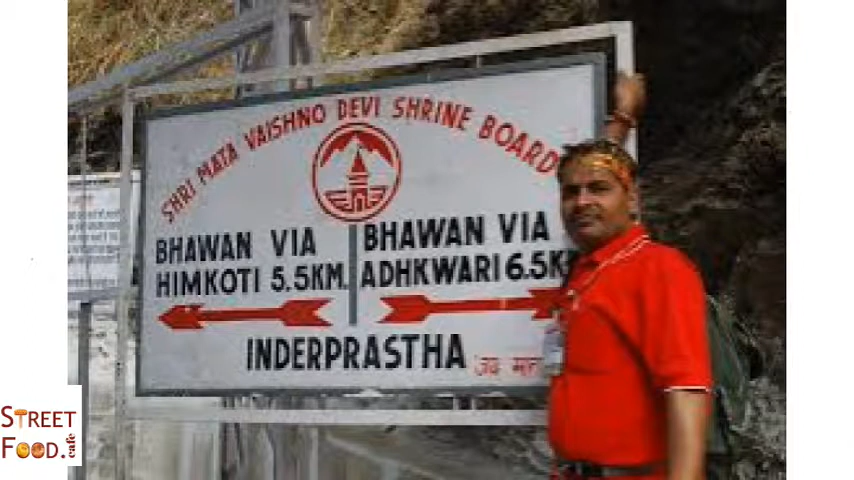 SHRI MATA VAISHNO DEVI SHRINE BOARD
BHAWAN VIA
HIMKOTI 5.5KM.
BHAWAN VIA
ADHKWARI 6.5K
INDERPRASTHA
जय
STREET
FOOD.cafe